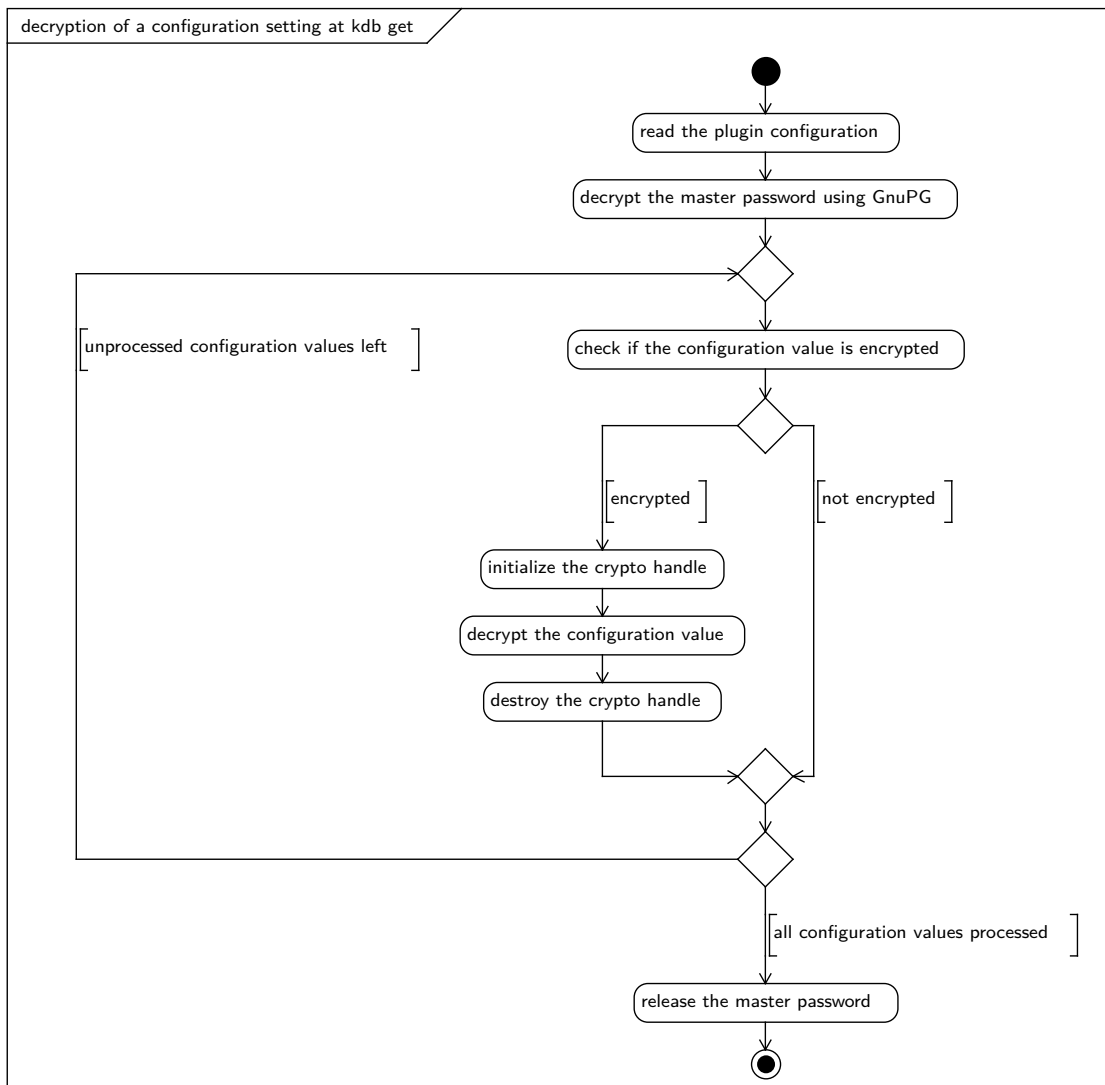 decryption of a configuration setting at kdb get
read the plugin configuration
decrypt the master password using GnuPG
[unprocessed configuration values left]
check if the configuration value is encrypted
[encrypted]
[not encrypted]
initialize the crypto handle
decrypt the configuration value
destroy the crypto handle
[all configuration values processed]
release the master password